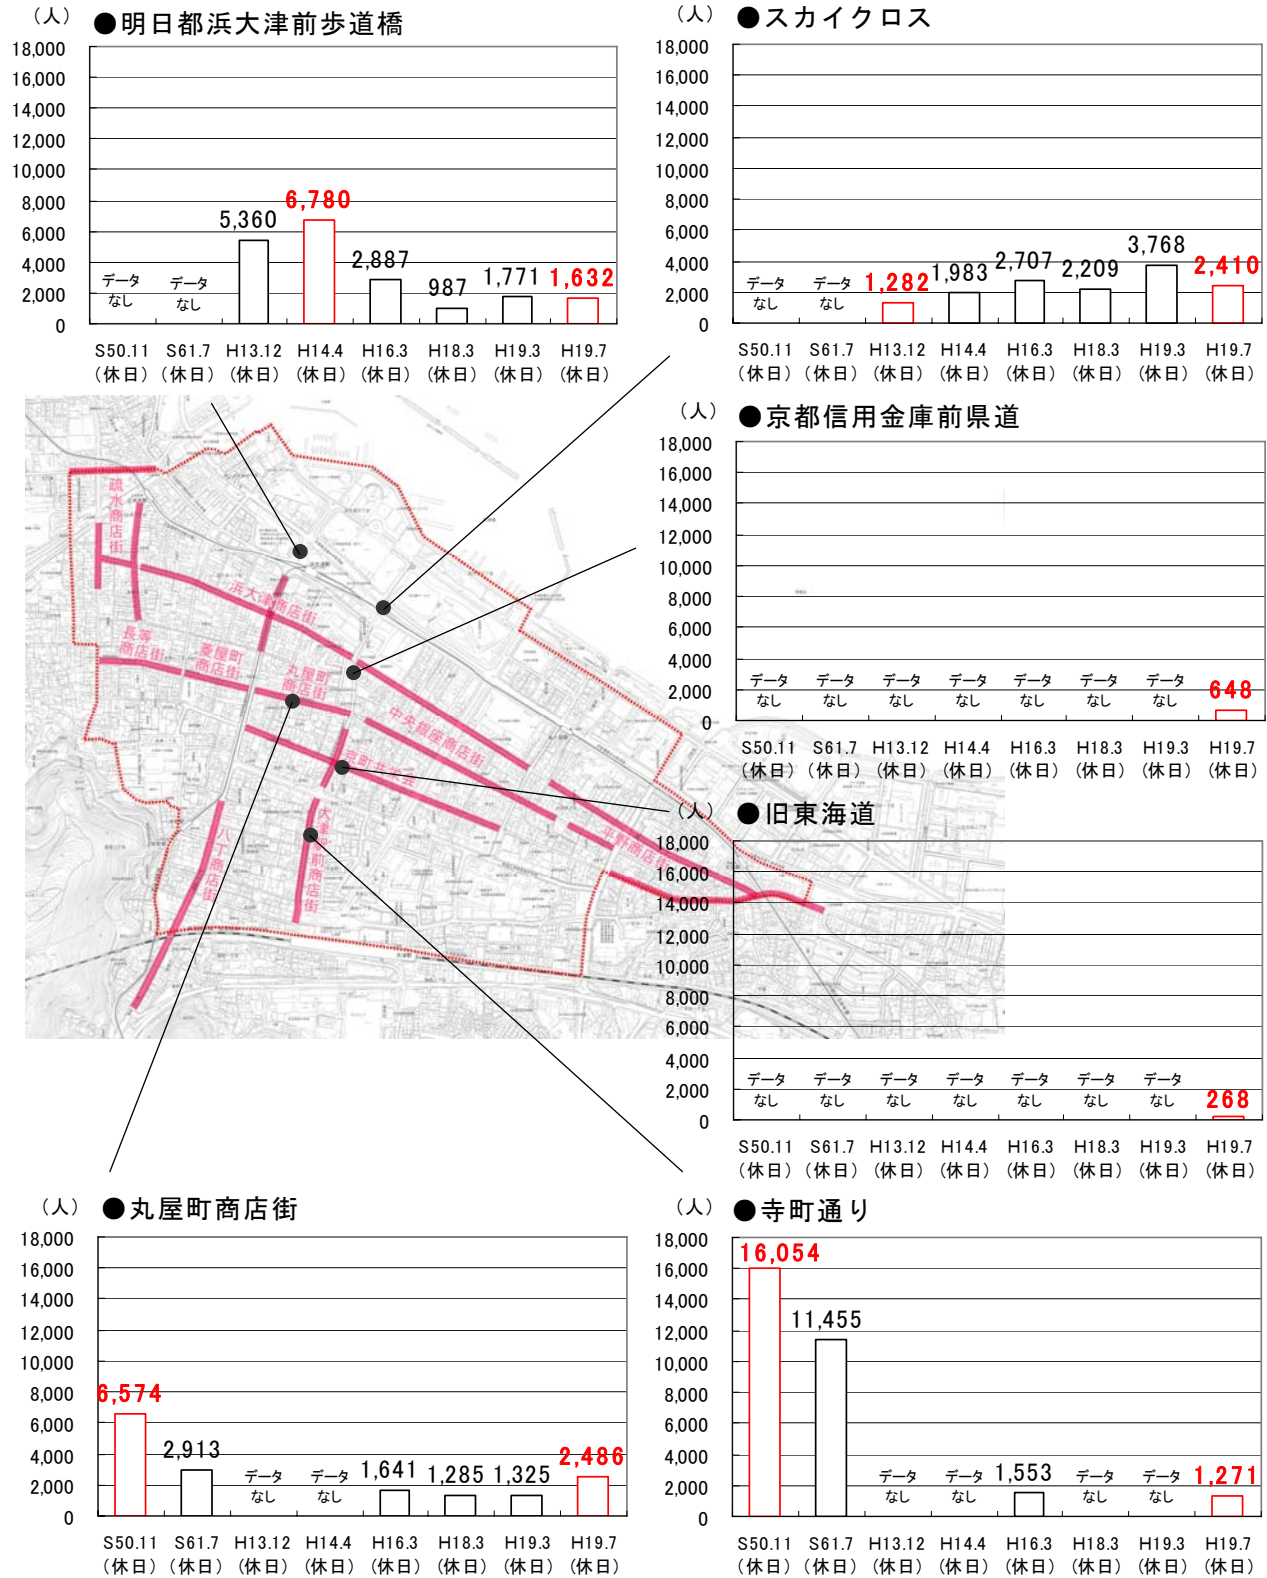 （人） ●明日都浜大津前歩道橋
18,000
16,000
14,000
12,000
10,000
8,000
6,000
4,000
2,000
0
データ データ 5,360 6,780 2,887 987 1,771 1,632
なし なし
S50.11 S61.7 H13.12 H14.4 H16.3 H18.3 H19.3 H19.7
（休日） （休日） （休日） （休日） （休日） （休日） （休日） （休日）
（人） ●スカイクロス
18,000
16,000
14,000
12,000
10,000
8,000
6,000
4,000
2,000
0
データ データ 1,282 1,983 2,707 2,209 3,768 2,410
なし なし
S50.11 S61.7 H13.12 H14.4 H16.3 H18.3 H19.3 H19.7
（休日） （休日） （休日） （休日） （休日） （休日） （休日） （休日）
疏水商店街
浜大津商店街
長等
商店街
菱屋町
商店街
丸屋町
商店街
中央銀座商店街
京町共栄会
大津駅前商店街
八丁商店街
平野商店街
（人） ●京都信用金庫前県道
18,000
16,000
14,000
12,000
10,000
8,000
6,000
4,000
2,000
0
データ データ データ データ データ データ データ 648
なし なし なし なし なし なし なし
S50.11 S61.7 H13.12 H14.4 H16.3 H18.3 H19.3 H19.7
（休日） （休日） （休日） （休日） （休日） （休日） （休日） （休日）
（人） ●旧東海道
18,000
16,000
14,000
12,000
10,000
8,000
6,000
4,000
2,000
0
データ データ データ データ データ データ データ 268
なし なし なし なし なし なし なし
S50.11 S61.7 H13.12 H14.4 H16.3 H18.3 H19.3 H19.7
（休日） （休日） （休日） （休日） （休日） （休日） （休日） （休日）
（人） ●丸屋町商店街
18,000
16,000
14,000
12,000
10,000
8,000
6,000
4,000
2,000
0
6,574 2,913 データ データ 1,641 1,285 1,325 2,486
なし なし
S50.11 S61.7 H13.12 H14.4 H16.3 H18.3 H19.3 H19.7
（休日） （休日） （休日） （休日） （休日） （休日） （休日） （休日）
（人） ●寺町通り
18,000
16,000
14,000
12,000
10,000
8,000
6,000
4,000
2,000
0
16,054 11,455 データ データ 1,553 データ データ 1,271
なし なし なし なし
S50.11 S61.7 H13.12 H14.4 H16.3 H18.3 H19.3 H19.7
（休日） （休日） （休日） （休日） （休日） （休日） （休日） （休日）